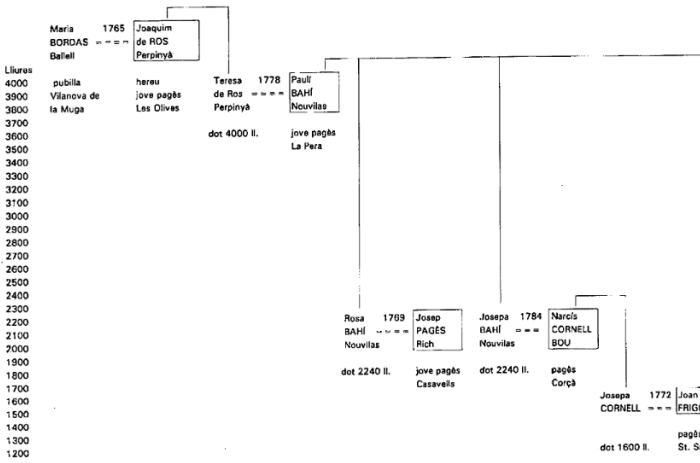 Maria 1765 Joaquim
BORDAS ---- de ROS
Ballell Perpinyà
Lliures
4000 pubilla hereu Teresa 1778 Paulí
3900 Vilanova de jove pagès de Ros ---- BAHÍ
3800 la Muga Les Olives Perpinyà Nouvilas
3700
3600 dot 4000 ll. jove pagès
3500 La Pera
3400
3300
3200
3100
3000
2900
2800
2700
2600
2500
2400
2300 Rosa 1769 Josep Josepa 1784 Narcís
2200 BAHÍ ---- PAGÈS BAHÍ --- CORNELL
2100 Nouvilas Rich Nouvilas BOU
2000
1900
1800 dot 2240 ll. jove pagès dot 2240 ll. pagès
1700 Casavells Corçà
1600 Josepa 1772 Joan
1500 CORNELL --- FRIG
1400
1300 pagès
1200 dot 1600 ll. St. S